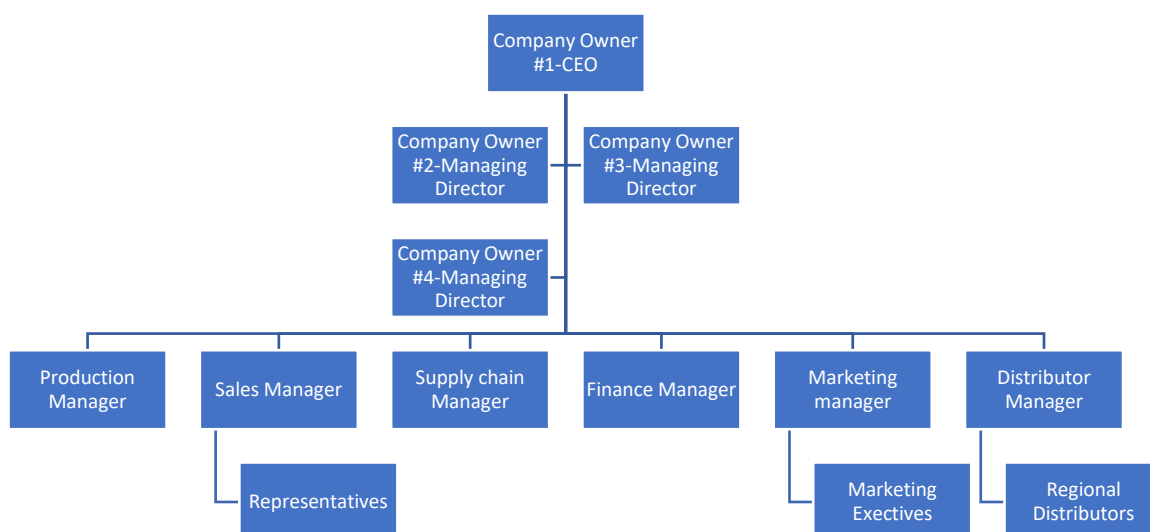 Company Owner
#1-CEO
Company Owner
#2-Managing
Director
Company Owner
#3-Managing
Director
Company Owner
#4-Managing
Director
Production
Manager
Sales Manager
Supply chain
Manager
Finance Manager
Marketing
manager
Distributor
Manager
Representatives
Marketing
Exectives
Regional
Distributors